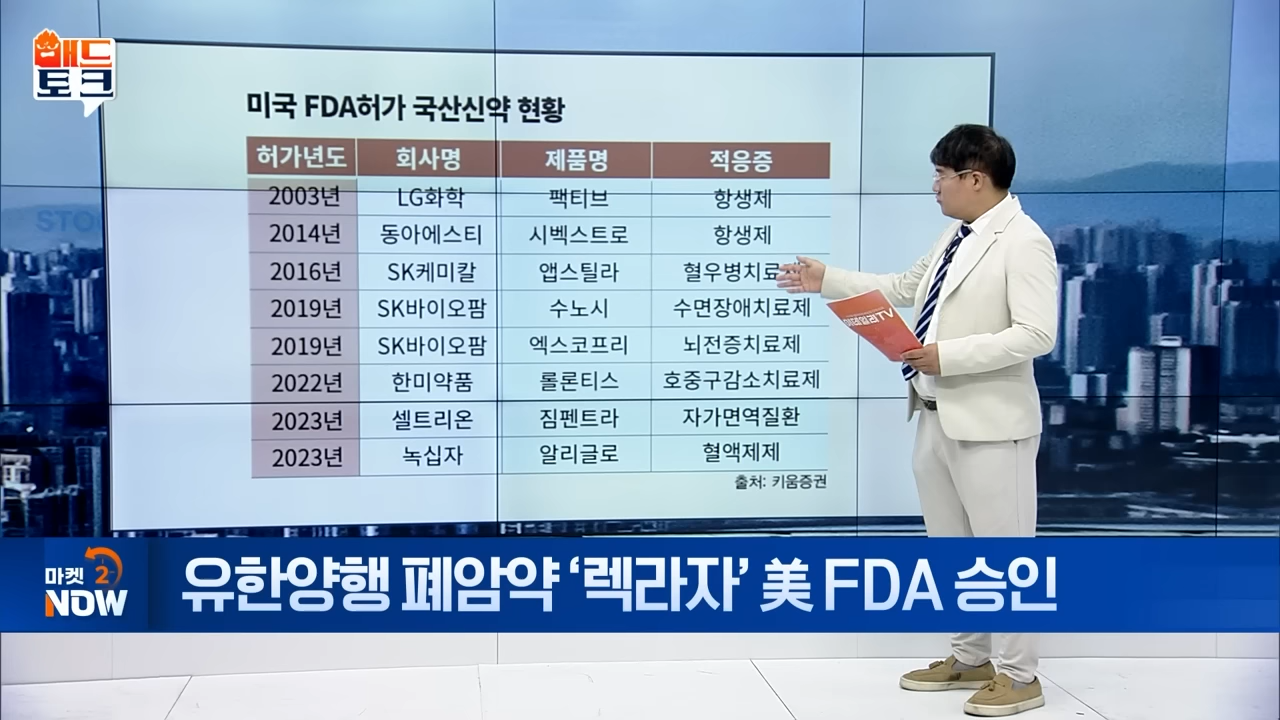 매드
토크
미국 FDA허가 국산신약 현황
허가년도 회사명 제품명 적응증
2003년 LG화학 팩티브 항생제
2014년 동아에스티 시벡스트로 항생제
2016년 SK케미칼 앱스틸라 혈우병치료
2019년 SK바이오팜 수노시 수면장애치료제
2019년 SK바이오팜 엑스코프리 뇌전증치료제
2022년 한미약품 롤론티스 호중구감소치료제
2023년 셀트리온 짐펜트라 자가면역질환
2023년 녹십자 알리글로 혈액제제
출처: 키움증권
이데일리TV
마켓 2
NOW
유한양행 폐암약 ‘렉라자’ 美 FDA 승인